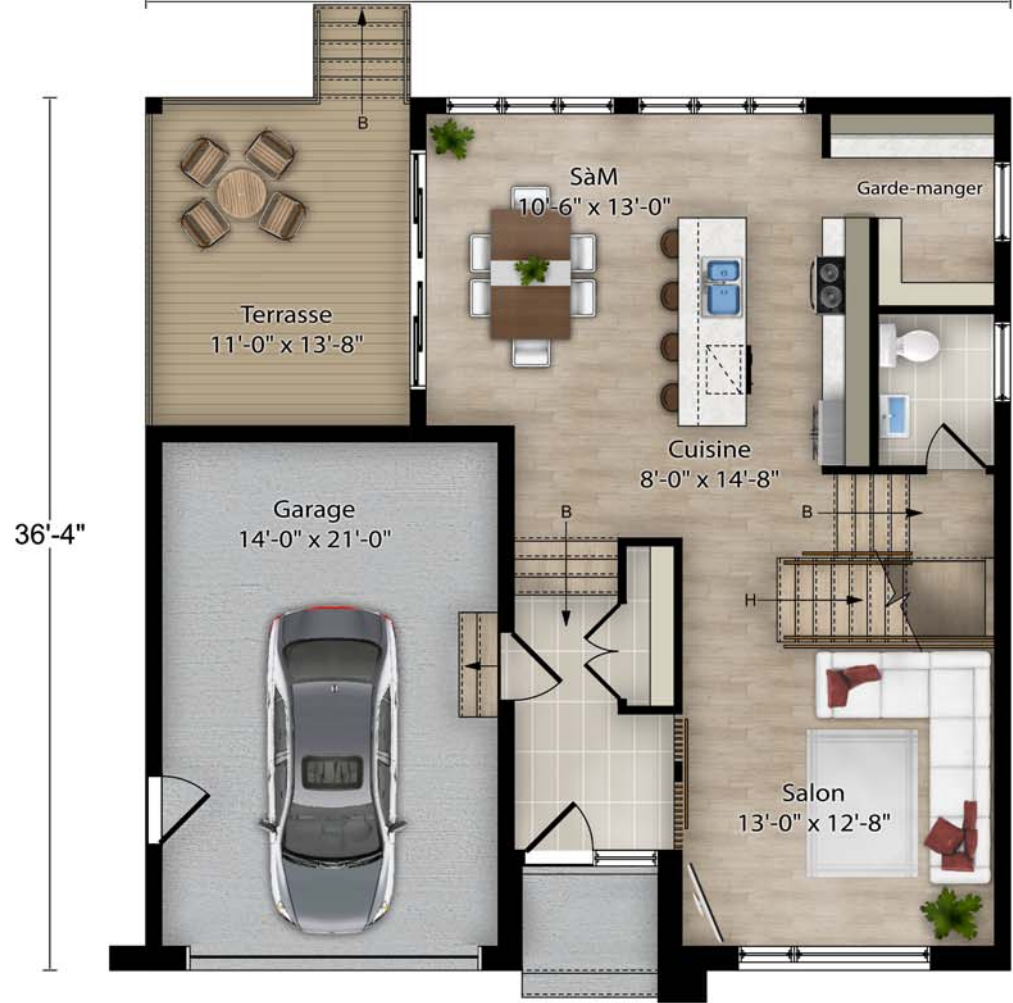 B
SàM
10'-6" x 13'-0"
Garde-manger
Terrasse
11'-0" x 13'-8"
Cuisine
8'-0" x 14'-8"
Garage
14'-0" x 21'-0"
36'-4"
B
B
H
Salon
13'-0" x 12'-8"